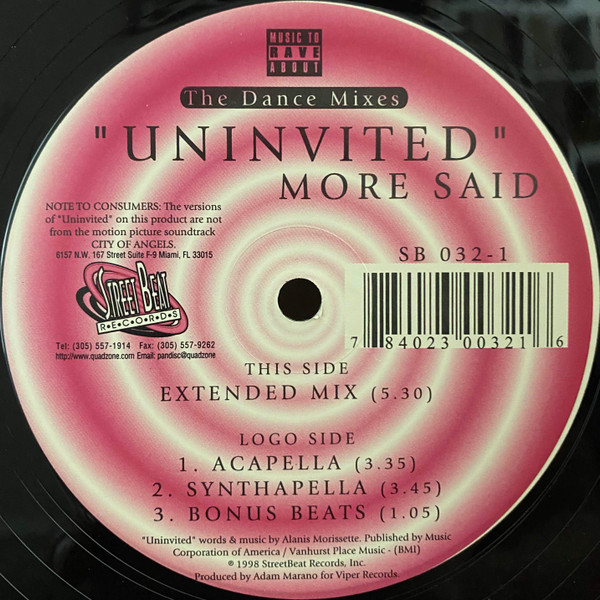 MUSIC TO
RAVE
ABOUT
The Dance Mixes
"UNINVITED"
MORE SAID
NOTE TO CONSUMERS: The versions
of "Uninvited" on this product are not
from the motion picture soundtrack
CITY OF ANGELS.
6157 N.W. 167 Street Suite F-9 Miami, FL 33015
STREET BEAT
R•E•C•O•R•D•S
Tel: (305) 557-1914 Fax: (305) 557-9262
http://www.quadzone.com Email: pandisc@quadzone
SB 032-1
7 84023 00321 6
THIS SIDE
EXTENDED MIX (5.30)
LOGO SIDE
1. ACAPELLA (3.35)
2. SYNTHAPELLA (3.45)
3. BONUS BEATS (1.05)
"Uninvited" words & music by Alanis Morissette. Published by Music
Corporation of America / Vanhurst Place Music - (BMI)
℗ 1998 StreetBeat Records, Inc.
Produced by Adam Marano for Viper Records.